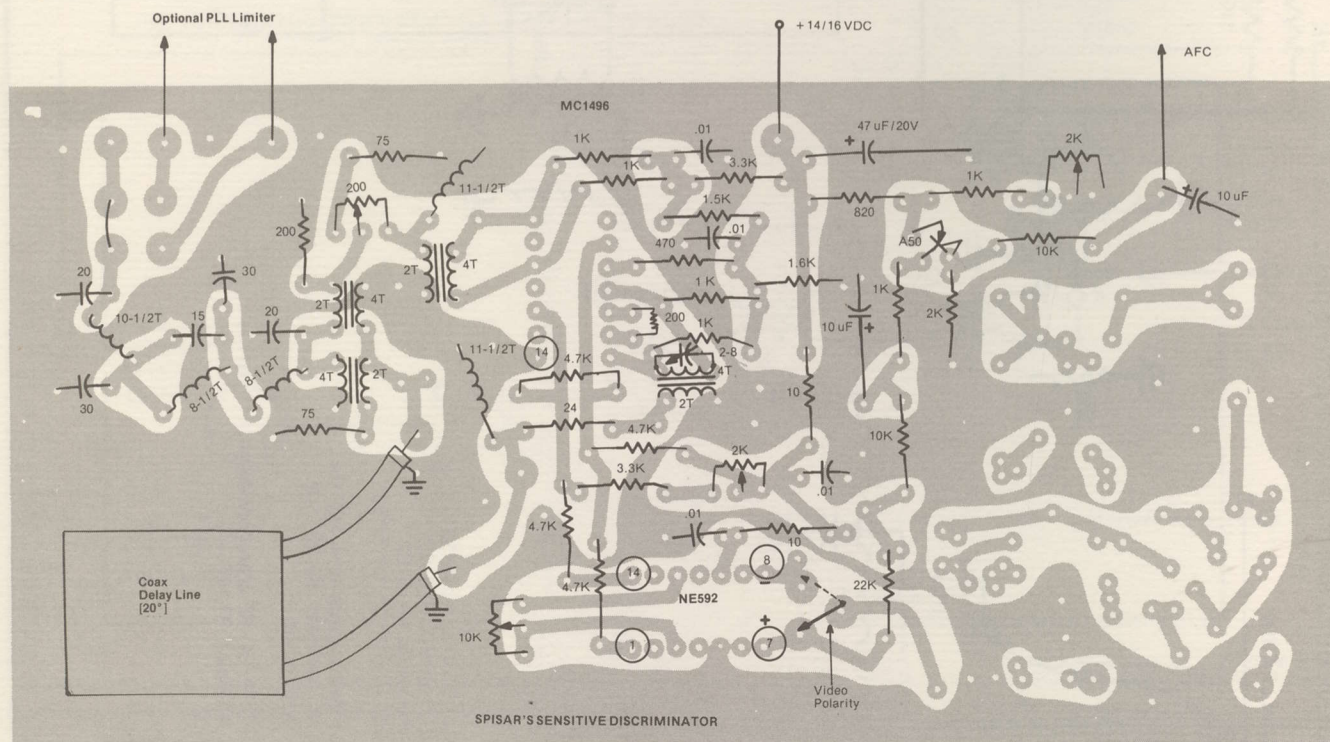 Optional PLL Limiter
+ 14/16 VDC
AFC
MC1496
75
1K
.01
47 uF/20V
2K
1K
3.3K
11-1/2T
1K
200
10 uF
1.5K
820
200
.01
A50
10K
470
2T
4T
20
30
1.6K
2T
4T
1K
1K
2K
10-1/2T
15
20
200
10 uF
11-1/2T
14
1K
2-8
4.7K
4T
8-1/2T
8-1/2T
4T
2T
30
2T
10
24
75
4.7K
10K
2K
3.3K
.01
4.7K
.01
10
Coax
Delay Line
[20°]
14
8
4.7K
22K
–
NE592
+
10K
1
7
Video
Polarity
SPISAR'S SENSITIVE DISCRIMINATOR